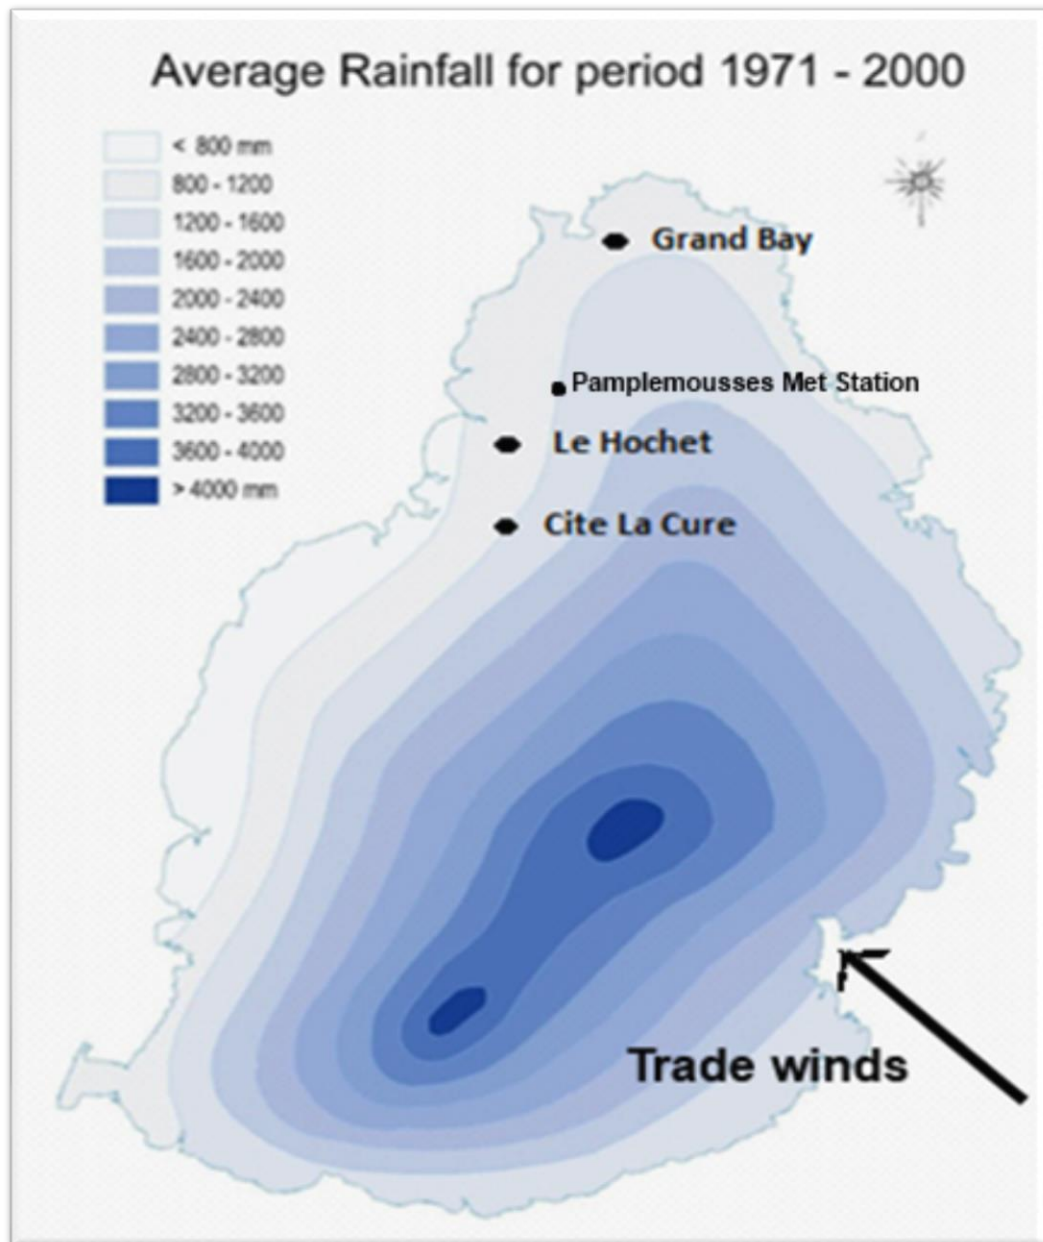 Average Rainfall for period 1971 - 2000
< 800 mm
800 - 1200
1200 - 1600
1600 - 2000
2000 - 2400
2400 - 2800
2800 - 3200
3200 - 3600
3600 - 4000
> 4000 mm
Grand Bay
Pamplemousses Met Station
Le Hochet
Cite La Cure
Trade winds